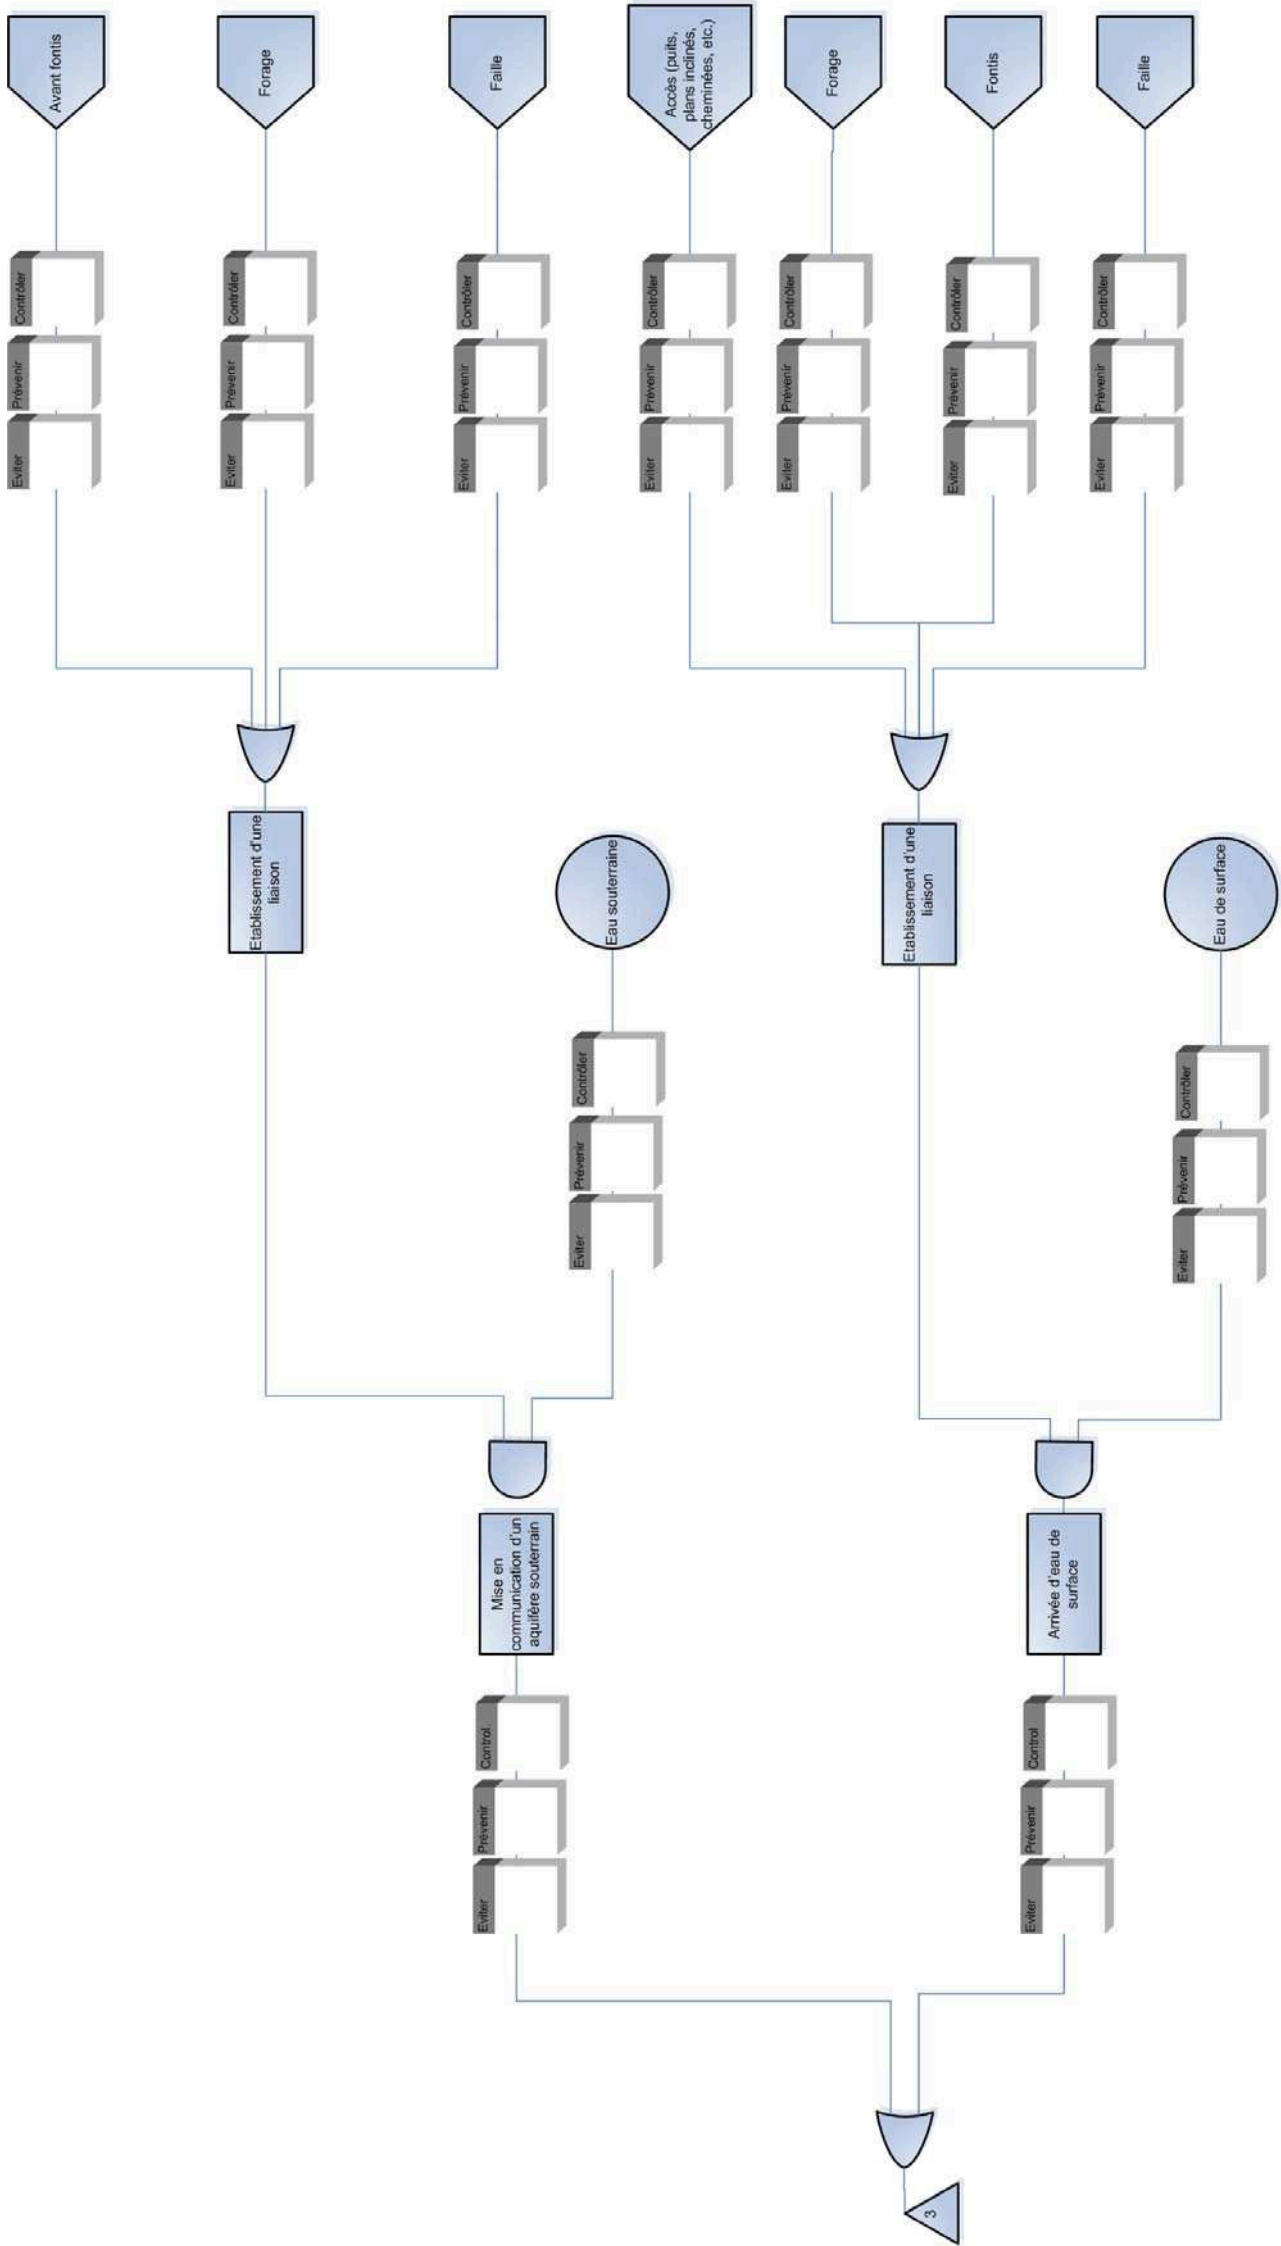 Eviter
Prévenir
Contrôler
Avant fontis
Etablissement d'une
liaison
Eviter
Prévenir
Contrôler
Forage
Eviter
Prévenir
Control.
Mise en
communication d'un
aquifère souterrain
Eviter
Prévenir
Contrôler
Faille
Eviter
Prévenir
Contrôler
Eau souterraine
Eviter
Prévenir
Contrôler
Accès (puits,
plans inclinés,
cheminées, etc.)
Eviter
Prévenir
Contrôler
Forage
3
Etablissement d'une
liaison
Eviter
Prévenir
Contrôler
Fontis
Eviter
Prévenir
Control
Arrivée d'eau de
surface
Eviter
Prévenir
Contrôler
Faille
Eviter
Prévenir
Contrôler
Eau de surface